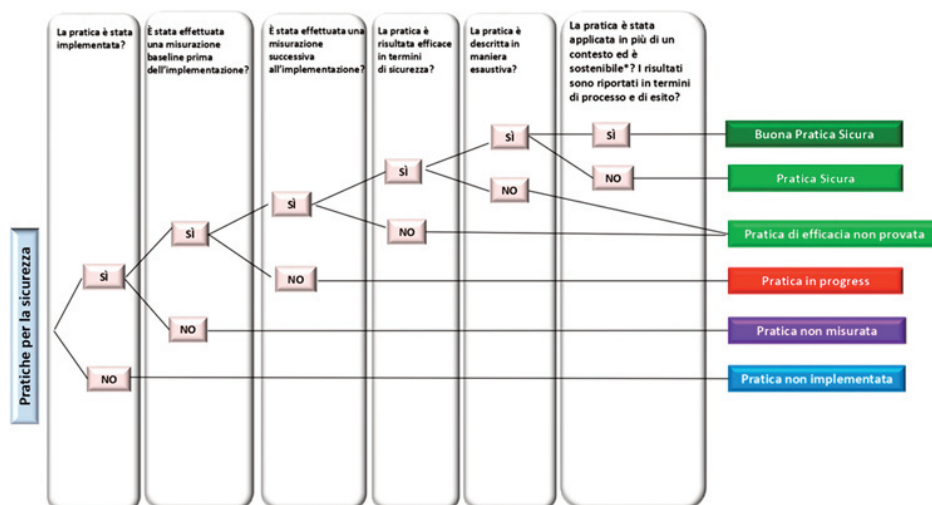 La pratica è stata
implementata?
È stata effettuata
una misurazione
baseline prima
dell'implementazione?
È stata effettuata una
misurazione
successiva
all'implementazione?
La pratica è
risultata efficace
in termini
di sicurezza?
La pratica è
descritta in
maniera
esaustiva?
La pratica è stata
applicata in più di un
contesto ed è
sostenibile*? I risultati
sono riportati in termini
di processo e di esito?
SÌ
SÌ
Buona Pratica Sicura
SÌ
NO
NO
Pratica Sicura
SÌ
SÌ
NO
Pratica di efficacia non provata
SÌ
NO
Pratica in progress
NO
Pratica non misurata
NO
Pratica non implementata
Pratiche per la sicurezza